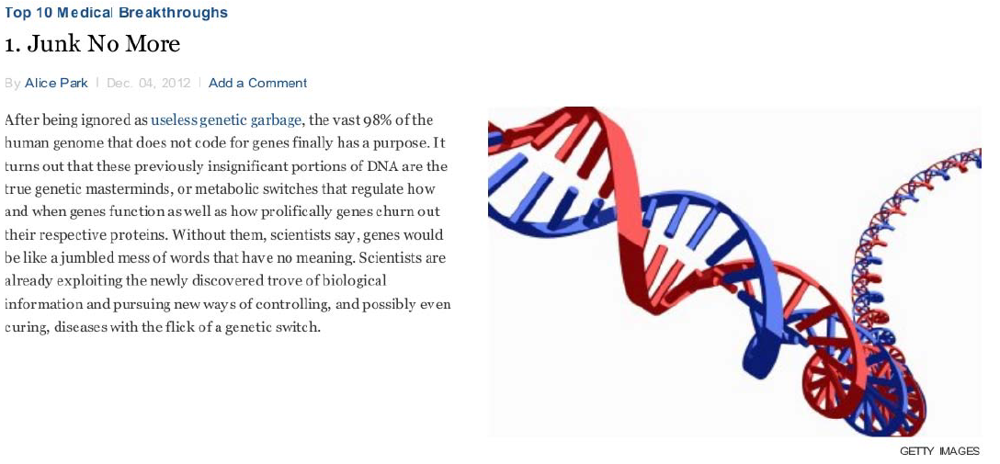 Top 10 Medical Breakthroughs
1. Junk No More
By Alice Park | Dec. 04, 2012 | Add a Comment
After being ignored as useless genetic garbage, the vast 98% of the
human genome that does not code for genes finally has a purpose. It
turns out that these previously insignificant portions of DNA are the
true genetic masterminds, or metabolic switches that regulate how
and when genes function as well as how prolifically genes churn out
their respective proteins. Without them, scientists say, genes would
be like a jumbled mess of words that have no meaning. Scientists are
already exploiting the newly discovered trove of biological
information and pursuing new ways of controlling, and possibly even
curing, diseases with the flick of a genetic switch.
GETTY IMAGES